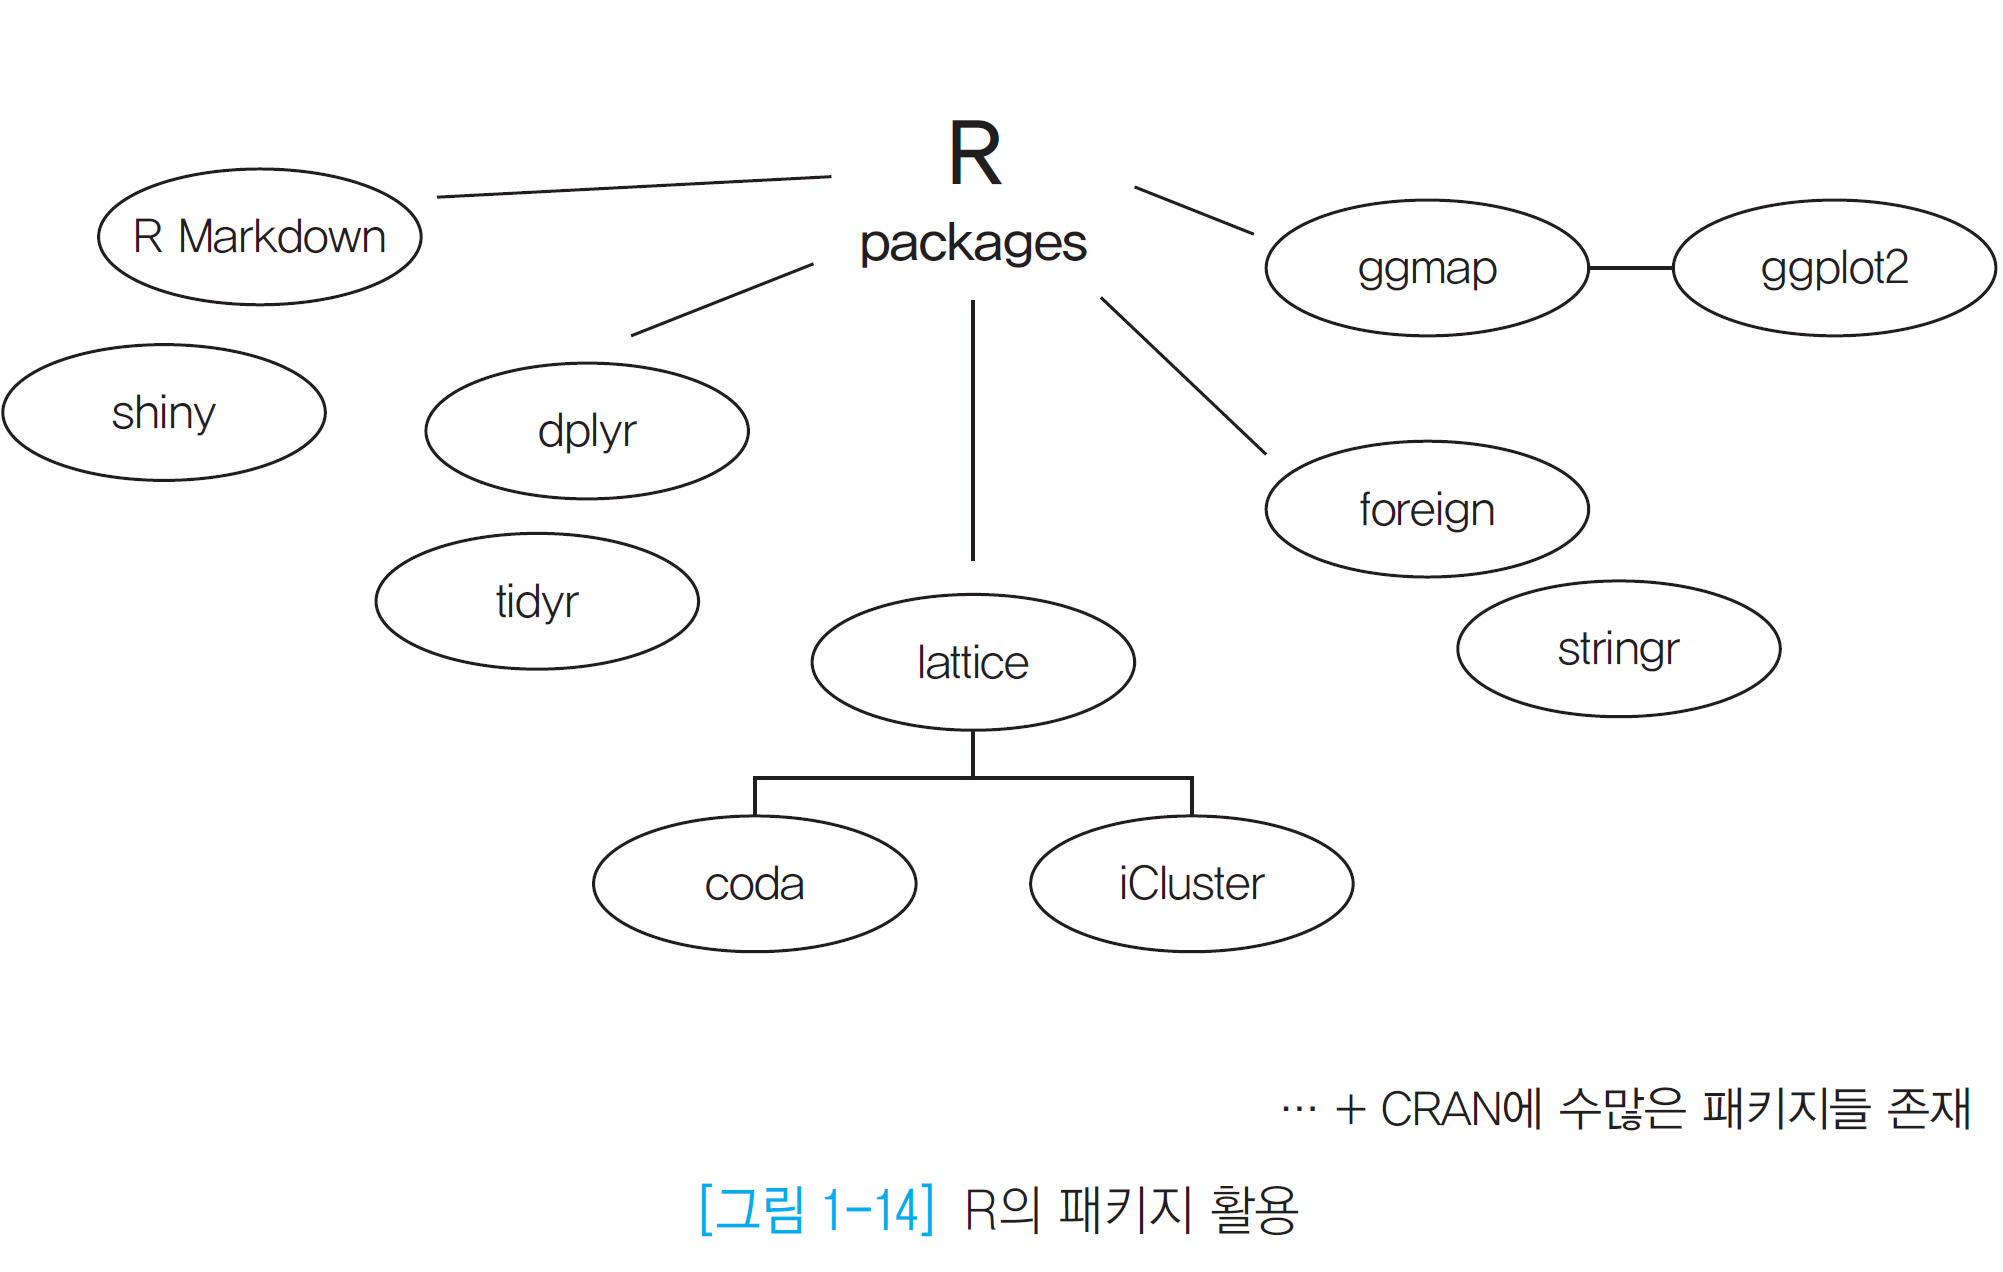 R
packages
R Markdown
ggmap
ggplot2
shiny
dplyr
foreign
tidyr
stringr
lattice
coda
iCluster
… + CRAN에 수많은 패키지들 존재
[그림 1-14] R의 패키지 활용